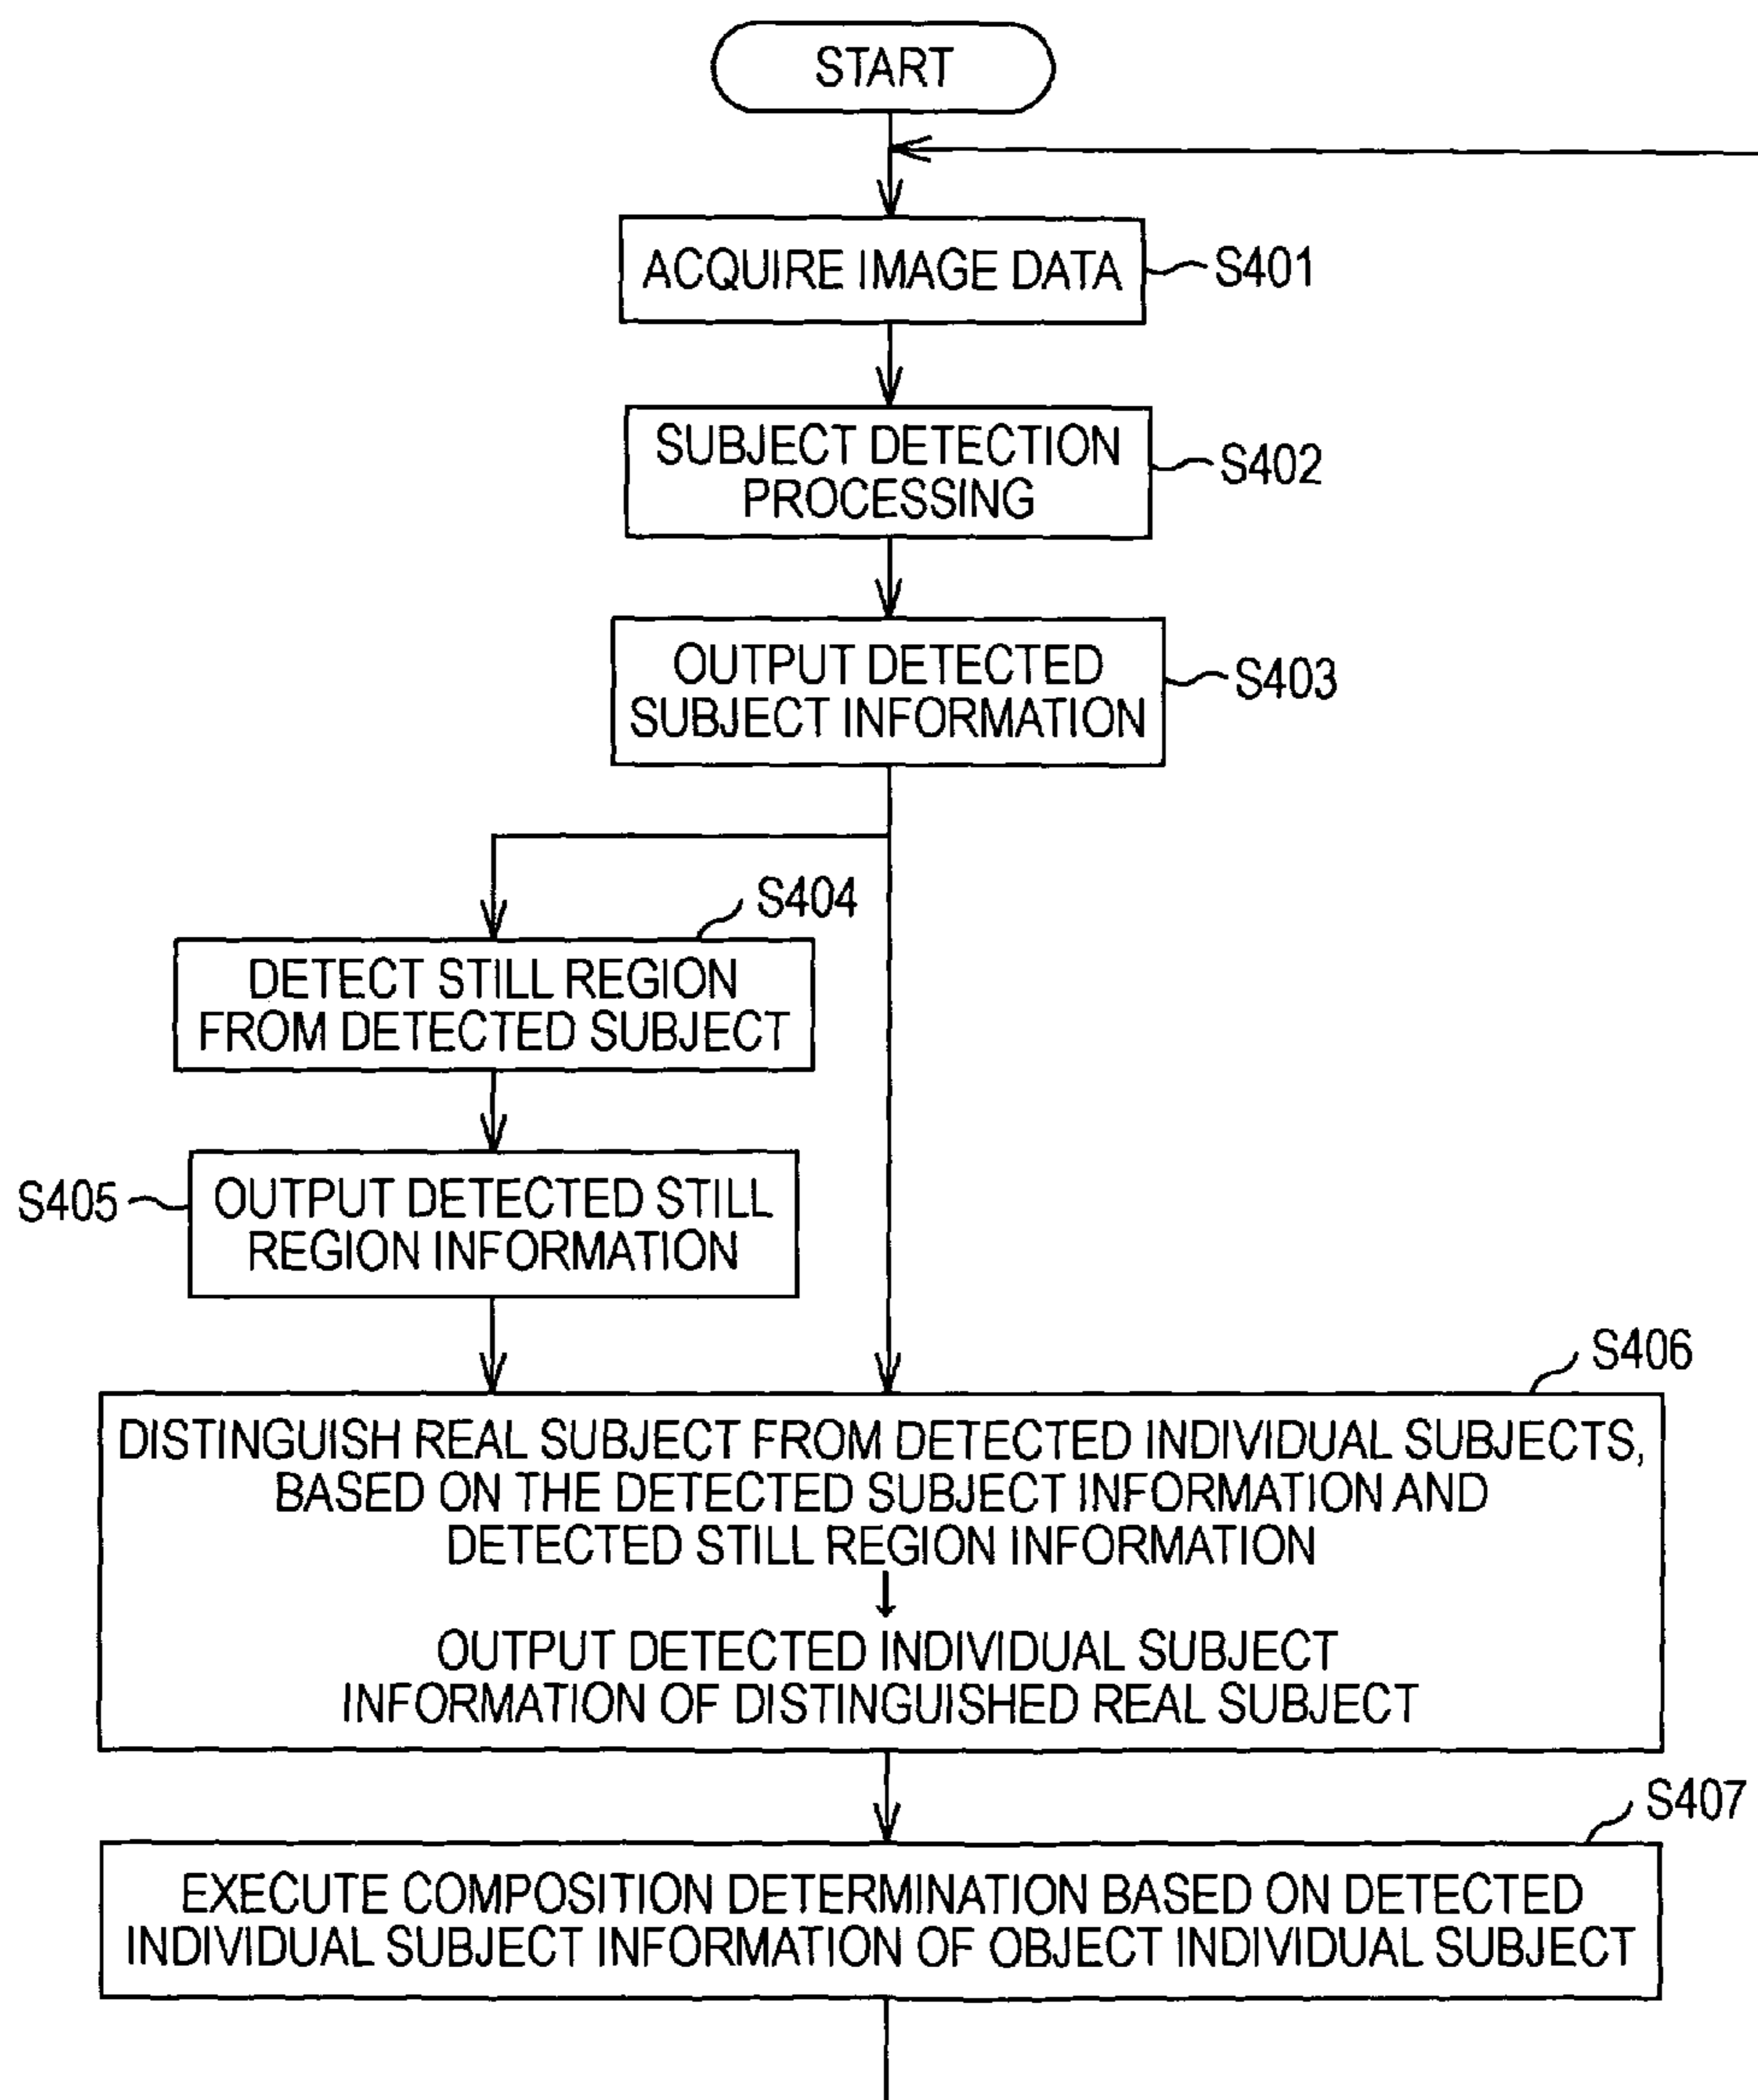 START
ACQUIRE IMAGE DATA
S401
SUBJECT DETECTION
PROCESSING
S402
OUTPUT DETECTED
SUBJECT INFORMATION
S403
S404
DETECT STILL REGION
FROM DETECTED SUBJECT
S405
OUTPUT DETECTED STILL
REGION INFORMATION
S406
DISTINGUISH REAL SUBJECT FROM DETECTED INDIVIDUAL SUBJECTS,
BASED ON THE DETECTED SUBJECT INFORMATION AND
DETECTED STILL REGION INFORMATION
OUTPUT DETECTED INDIVIDUAL SUBJECT
INFORMATION OF DISTINGUISHED REAL SUBJECT
S407
EXECUTE COMPOSITION DETERMINATION BASED ON DETECTED
INDIVIDUAL SUBJECT INFORMATION OF OBJECT INDIVIDUAL SUBJECT